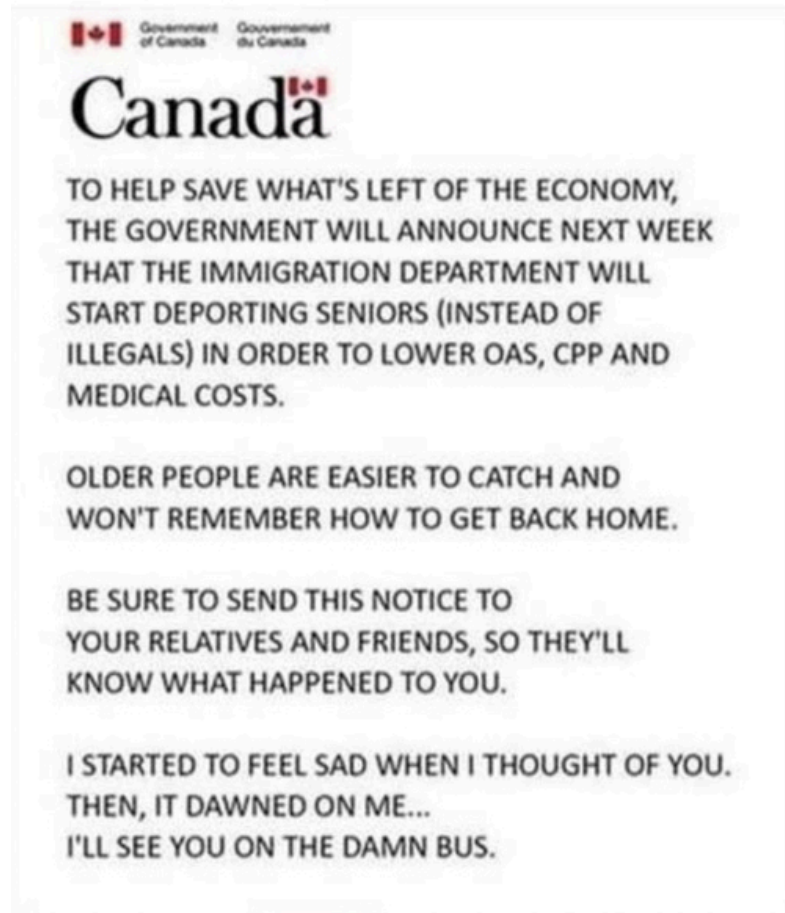 Government of Canada
Gouvernement du Canada
Canada
TO HELP SAVE WHAT'S LEFT OF THE ECONOMY,
THE GOVERNMENT WILL ANNOUNCE NEXT WEEK
THAT THE IMMIGRATION DEPARTMENT WILL
START DEPORTING SENIORS (INSTEAD OF
ILLEGALS) IN ORDER TO LOWER OAS, CPP AND
MEDICAL COSTS.
OLDER PEOPLE ARE EASIER TO CATCH AND
WON'T REMEMBER HOW TO GET BACK HOME.
BE SURE TO SEND THIS NOTICE TO
YOUR RELATIVES AND FRIENDS, SO THEY'LL
KNOW WHAT HAPPENED TO YOU.
I STARTED TO FEEL SAD WHEN I THOUGHT OF YOU.
THEN, IT DAWNED ON ME...
I'LL SEE YOU ON THE DAMN BUS.